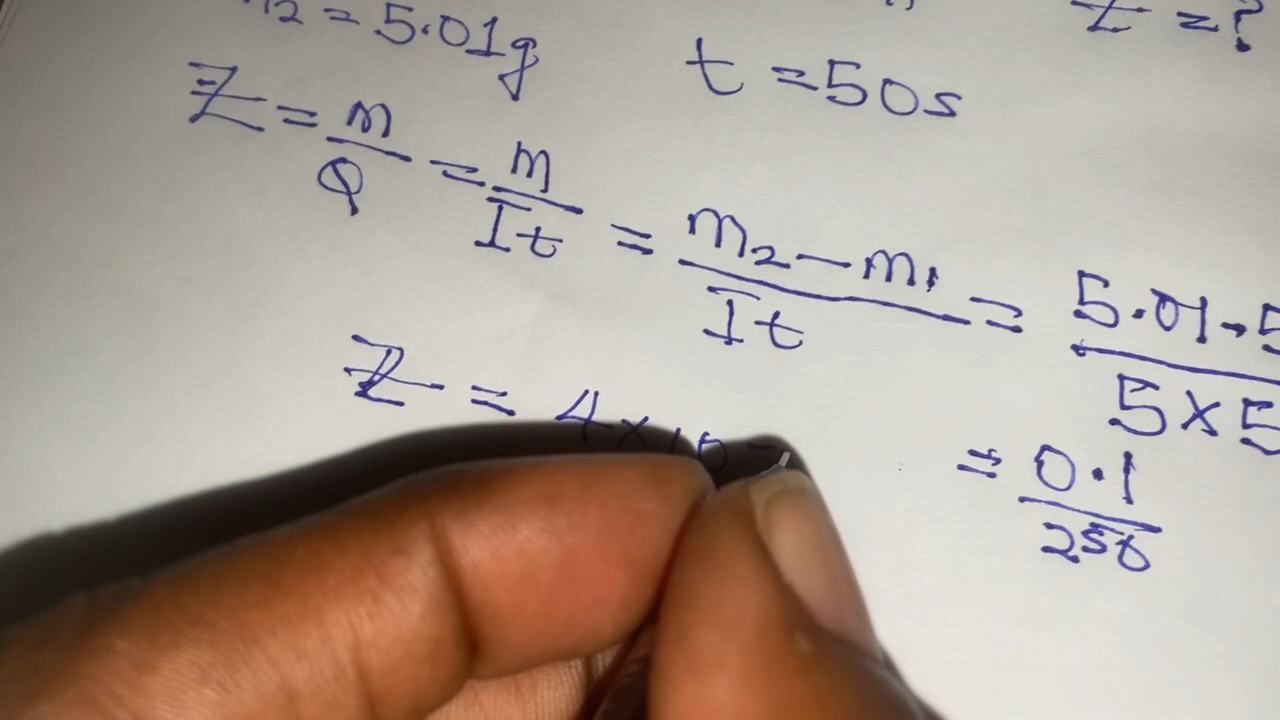 m2 = 5.01g
t = 50s
Z = ?
Z = m/Q = m/It = m2 - m1/It = 5.01 - 5/5 × 5
= 0.1/250
Z = 4 × 10 -